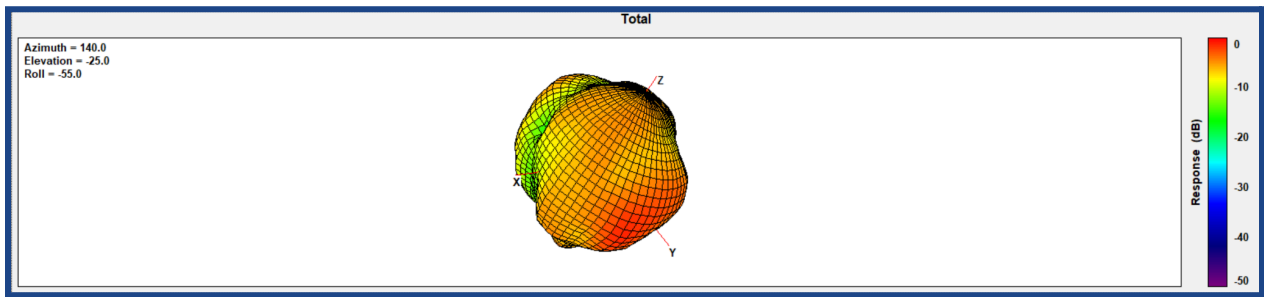 Total
Azimuth = 140.0
Elevation = -25.0
Roll = -55.0
Z
X
Y
0
-10
-20
-30
-40
-50
Response (dB)